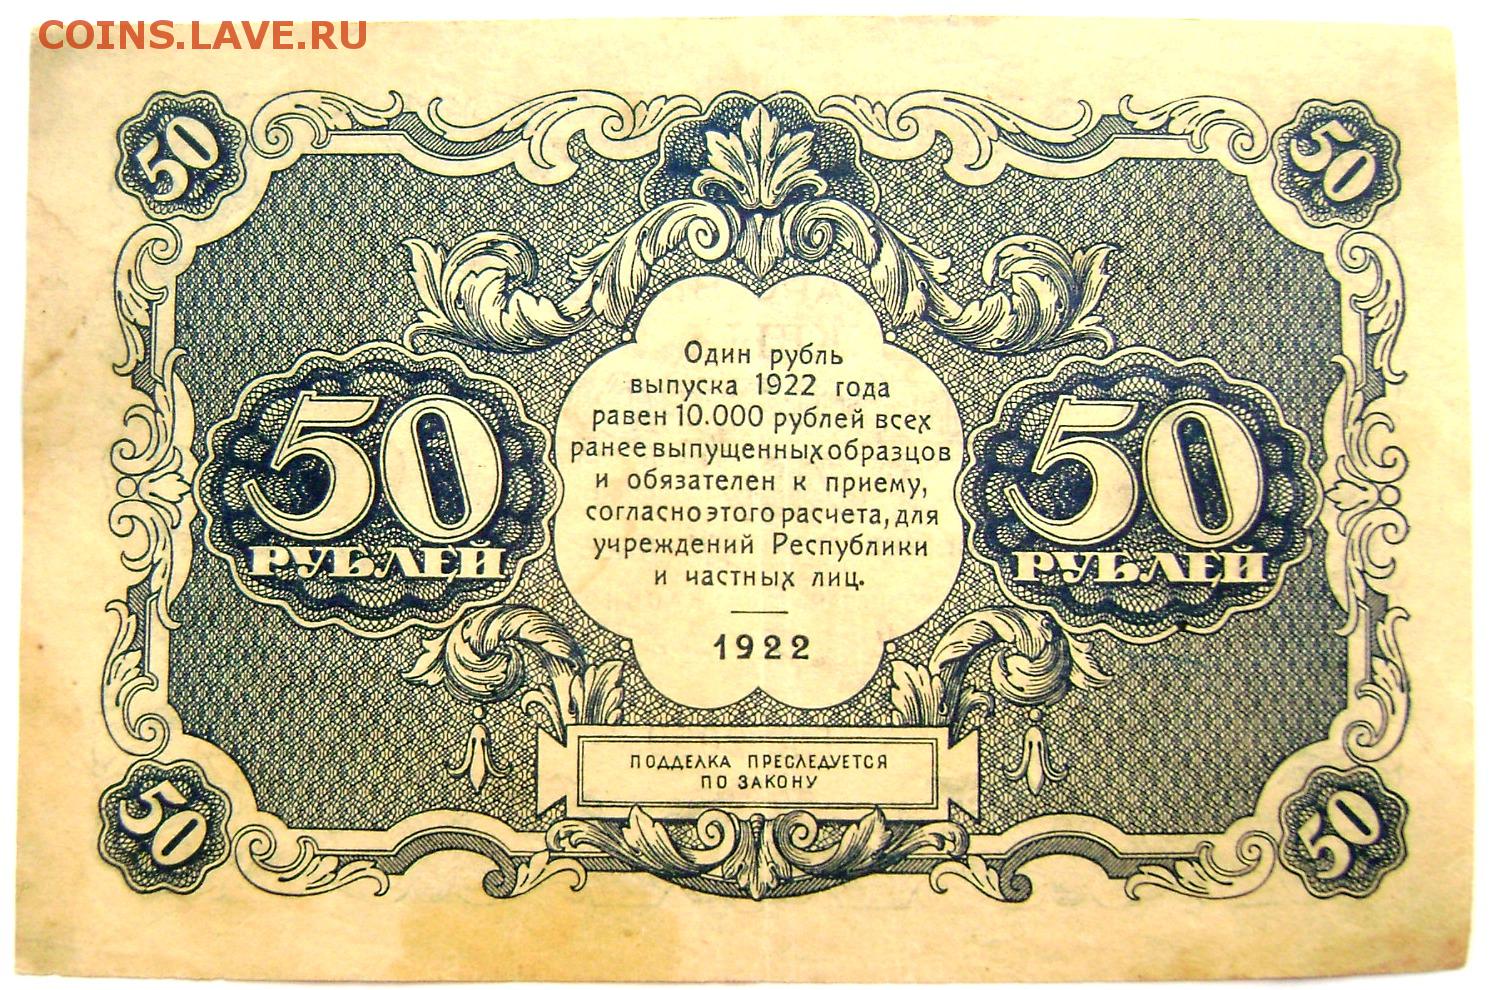 COINS.LAVE.RU
50 50
Один рубль
выпуска 1922 года
равен 10.000 рублей всех
ранее выпущенных образцов
и обязателен к приему,
согласно этого расчета, для
учреждений Республики
и частных лиц.
1922
50 РУБЛЕЙ
50 РУБЛЕЙ
ПОДДЕЛКА ПРЕСЛЕДУЕТСЯ
ПО ЗАКОНУ
50 50